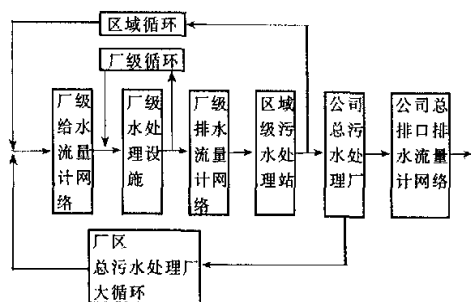 区域循环
厂级循环
厂级
给水
流量
计网
络
厂级
水处
理设
施
厂级
排水
流量
计网
络
区域
级污
水处
理站
公司
总污
水处
理厂
公司总
排口排
水流量
计网络
厂区
总污水处理厂
大循环